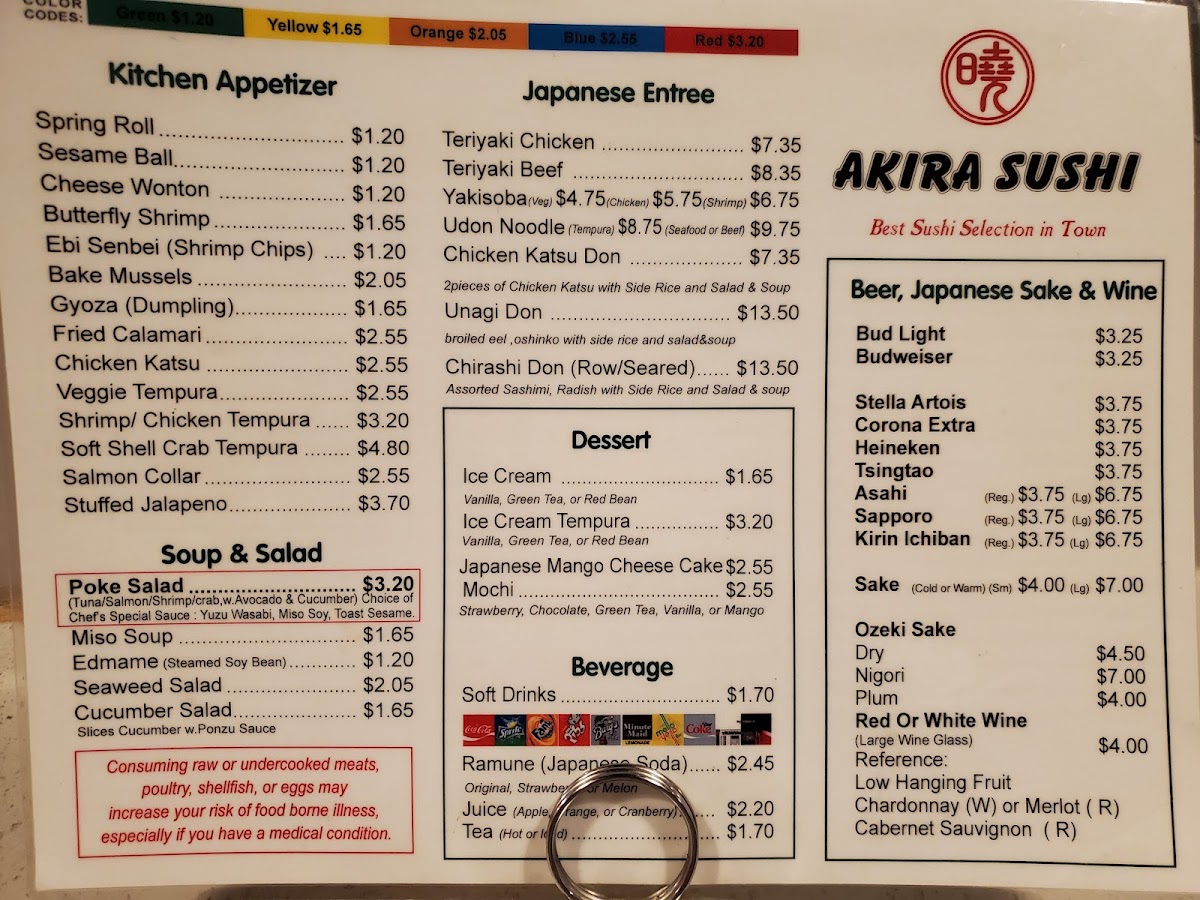 COLOR
CODES:
Green $1.20
Yellow $1.65
Orange $2.05
Blue $2.55
Red $3.20
Kitchen Appetizer
Spring Roll ............................ $1.20
Sesame Ball............................ $1.20
Cheese Wonton .................... $1.20
Butterfly Shrimp..................... $1.65
Ebi Senbei (Shrimp Chips) .... $1.20
Bake Mussels ........................ $2.05
Gyoza (Dumpling)................... $1.65
Fried Calamari ....................... $2.55
Chicken Katsu ....................... $2.55
Veggie Tempura..................... $2.55
Shrimp/ Chicken Tempura ...... $3.20
Soft Shell Crab Tempura ........ $4.80
Salmon Collar ........................ $2.55
Stuffed Jalapeno.................... $3.70
Soup & Salad
Poke Salad ............................ $3.20
(Tuna/Salmon/Shrimp/crab,w.Avocado & Cucumber) Choice of
Chef's Special Sauce : Yuzu Wasabi, Miso Soy, Toast Sesame.
Miso Soup ............................. $1.65
Edmame (Steamed Soy Bean)........... $1.20
Seaweed Salad ..................... $2.05
Cucumber Salad.................... $1.65
Slices Cucumber w.Ponzu Sauce
Consuming raw or undercooked meats,
poultry, shellfish, or eggs may
increase your risk of food borne illness,
especially if you have a medical condition.
Japanese Entree
Teriyaki Chicken ........................ $7.35
Teriyaki Beef ............................. $8.35
Yakisoba(Veg) $4.75(Chicken) $5.75(Shrimp) $6.75
Udon Noodle (Tempura) $8.75 (Seafood or Beef) $9.75
Chicken Katsu Don .................... $7.35
2pieces of Chicken Katsu with Side Rice and Salad & Soup
Unagi Don ................................ $13.50
broiled eel ,oshinko with side rice and salad&soup
Chirashi Don (Row/Seared)...... $13.50
Assorted Sashimi, Radish with Side Rice and Salad & soup
Dessert
Ice Cream ............................ $1.65
Vanilla, Green Tea, or Red Bean
Ice Cream Tempura ............... $3.20
Vanilla, Green Tea, or Red Bean
Japanese Mango Cheese Cake $2.55
Mochi .................................... $2.55
Strawberry, Chocolate, Green Tea, Vanilla, or Mango
Beverage
Soft Drinks ............................ $1.70
Coca-Cola Sprite Fanta Barq's Minute Maid LEMONADE mello Coke
Ramune (Japanese Soda)...... $2.45
Original, Strawberry or Melon
Juice (Apple, Orange, or Cranberry)....... $2.20
Tea (Hot or Iced)........................... $1.70
曉
AKIRA SUSHI
Best Sushi Selection in Town
Beer, Japanese Sake & Wine
Bud Light $3.25
Budweiser $3.25
Stella Artois $3.75
Corona Extra $3.75
Heineken $3.75
Tsingtao $3.75
Asahi (Reg.) $3.75 (Lg) $6.75
Sapporo (Reg.) $3.75 (Lg) $6.75
Kirin Ichiban (Reg.) $3.75 (Lg) $6.75
Sake (Cold or Warm) (Sm) $4.00 (Lg) $7.00
Ozeki Sake
Dry $4.50
Nigori $7.00
Plum $4.00
Red Or White Wine
(Large Wine Glass) $4.00
Reference:
Low Hanging Fruit
Chardonnay (W) or Merlot ( R)
Cabernet Sauvignon ( R)